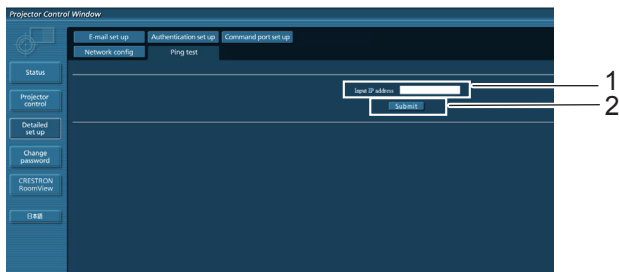 Projector Control Window
E-mail set up
Authentication set up
Command port set up
Network config
Ping test
Status
Projector
control
Detailed
set up
Change
password
CRESTRON
RoomView
日本語
Input IP address
Submit
1
2